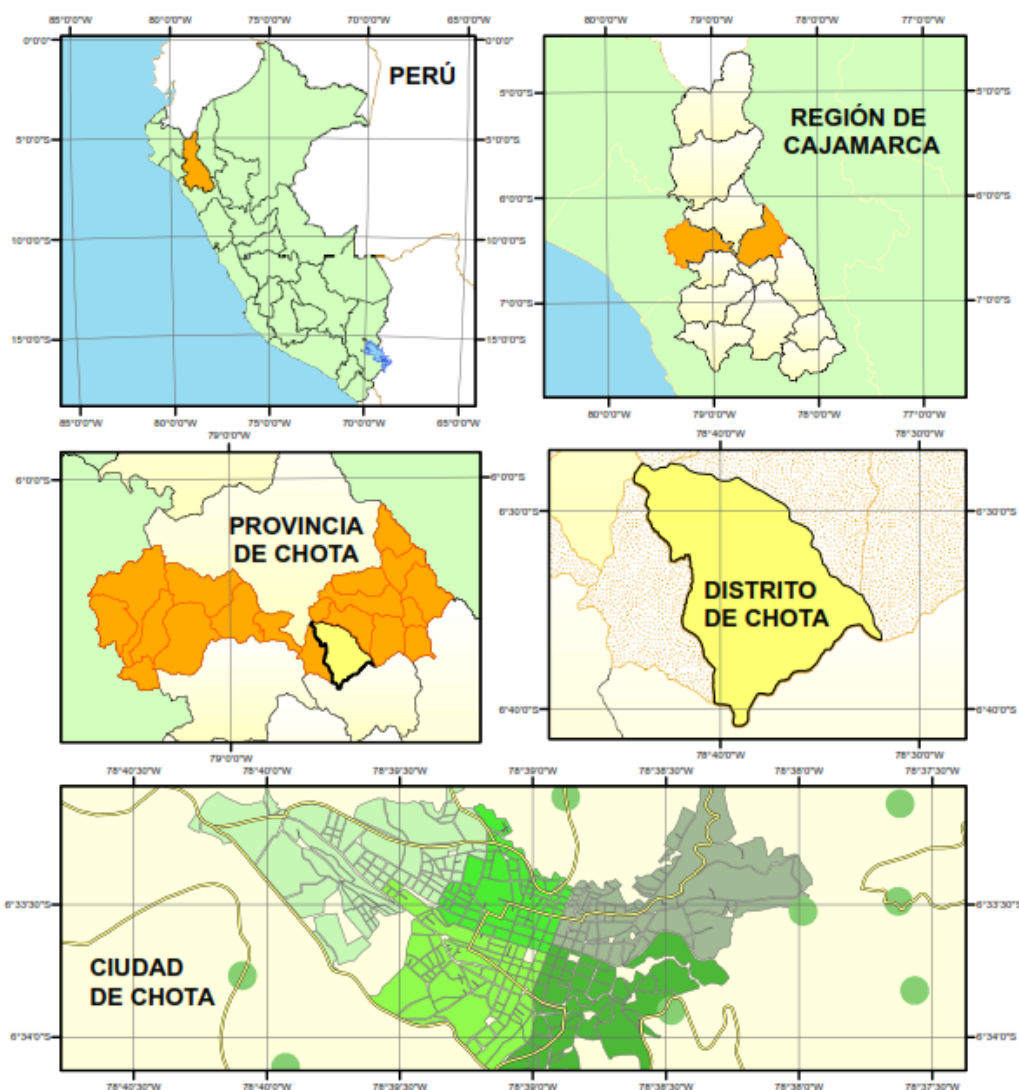 85°0'0"W 80°0'0"W 75°0'0"W 70°0'0"W 65°0'0"W
0°0'0" 0°0'0"
PERÚ
5°0'0"S 5°0'0"S
10°0'0"S 10°0'0"S
15°0'0"S 15°0'0"S
85°0'0"W 80°0'0"W 75°0'0"W 70°0'0"W 65°0'0"W
80°0'0"W 79°0'0"W 78°0'0"W 77°0'0"W
5°0'0"S 5°0'0"S
REGIÓN DE
CAJAMARCA
6°0'0"S 6°0'0"S
7°0'0"S 7°0'0"S
80°0'0"W 79°0'0"W 78°0'0"W 77°0'0"W
79°0'0"W
6°0'0"S 6°0'0"S
PROVINCIA
DE CHOTA
79°0'0"W
78°40'0"W 78°30'0"W
6°30'0"S 6°30'0"S
DISTRITO
DE CHOTA
6°40'0"S 6°40'0"S
78°40'0"W 78°30'0"W
78°40'30"W 78°40'0"W 78°39'30"W 78°39'0"W 78°38'30"W 78°38'0"W 78°37'30"W
6°33'30"S 6°33'30"S
CIUDAD
DE CHOTA
6°34'0"S 6°34'0"S
78°40'30"W 78°40'0"W 78°39'30"W 78°39'0"W 78°38'30"W 78°38'0"W 78°37'30"W